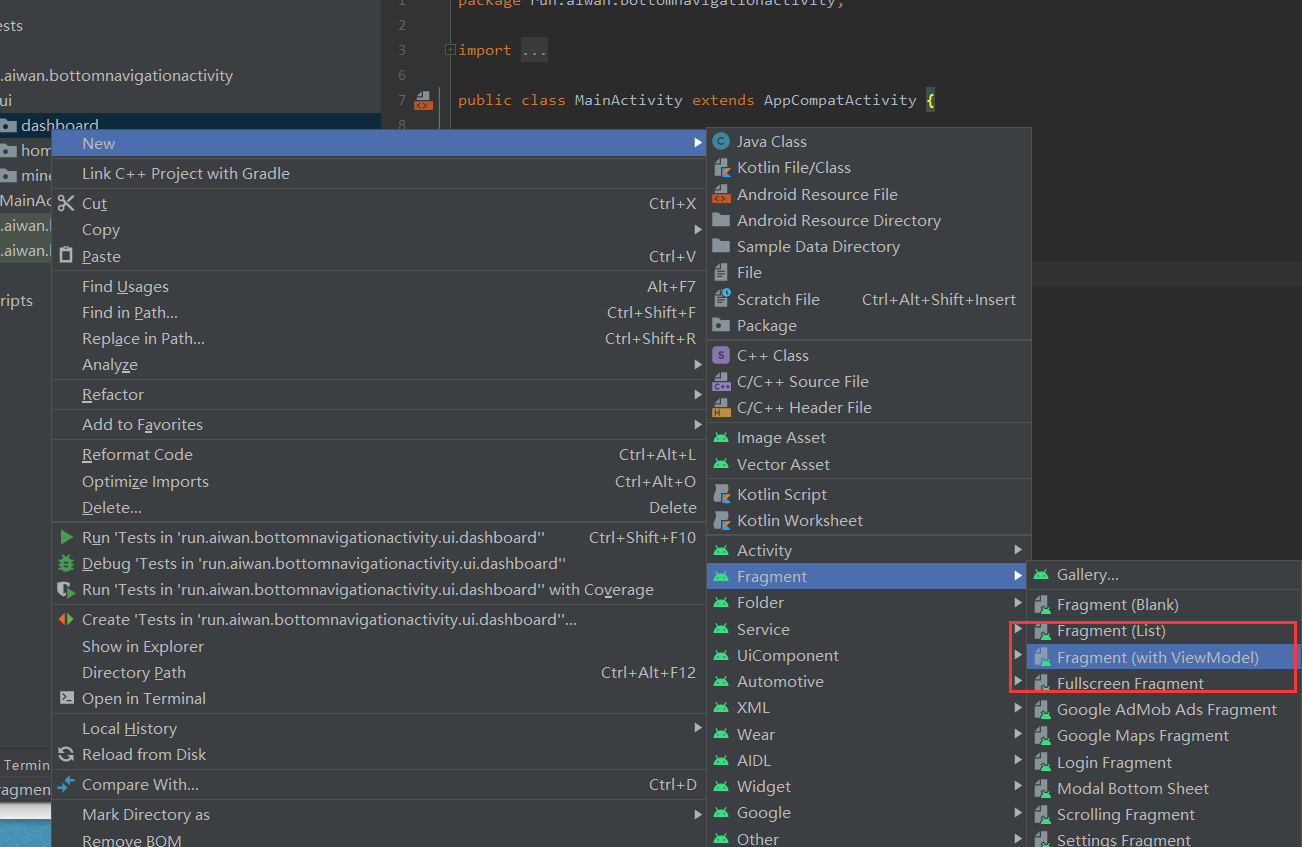 1 package run.aiwan.bottomnavigationactivity;
ests
2
3 import ...
.aiwan.bottomnavigationactivity
6
ui
7 public class MainActivity extends AppCompatActivity {
dashboard
8
hom
mine
MainAc
.aiwan.
.aiwan.
ripts
Termin
ragmen
New
Link C++ Project with Gradle
Cut Ctrl+X
Copy
Paste Ctrl+V
Find Usages Alt+F7
Find in Path... Ctrl+Shift+F
Replace in Path... Ctrl+Shift+R
Analyze
Refactor
Add to Favorites
Reformat Code Ctrl+Alt+L
Optimize Imports Ctrl+Alt+O
Delete... Delete
Run 'Tests in 'run.aiwan.bottomnavigationactivity.ui.dashboard'' Ctrl+Shift+F10
Debug 'Tests in 'run.aiwan.bottomnavigationactivity.ui.dashboard''
Run 'Tests in 'run.aiwan.bottomnavigationactivity.ui.dashboard'' with Coverage
Create 'Tests in 'run.aiwan.bottomnavigationactivity.ui.dashboard''...
Show in Explorer
Directory Path Ctrl+Alt+F12
Open in Terminal
Local History
Reload from Disk
Compare With... Ctrl+D
Mark Directory as
Remove BOM
Java Class
Kotlin File/Class
Android Resource File
Android Resource Directory
Sample Data Directory
File
Scratch File Ctrl+Alt+Shift+Insert
Package
C++ Class
C/C++ Source File
C/C++ Header File
Image Asset
Vector Asset
Kotlin Script
Kotlin Worksheet
Activity
Fragment
Folder
Service
UiComponent
Automotive
XML
Wear
AIDL
Widget
Google
Other
Gallery...
Fragment (Blank)
Fragment (List)
Fragment (with ViewModel)
Fullscreen Fragment
Google AdMob Ads Fragment
Google Maps Fragment
Login Fragment
Modal Bottom Sheet
Scrolling Fragment
Settings Fragment